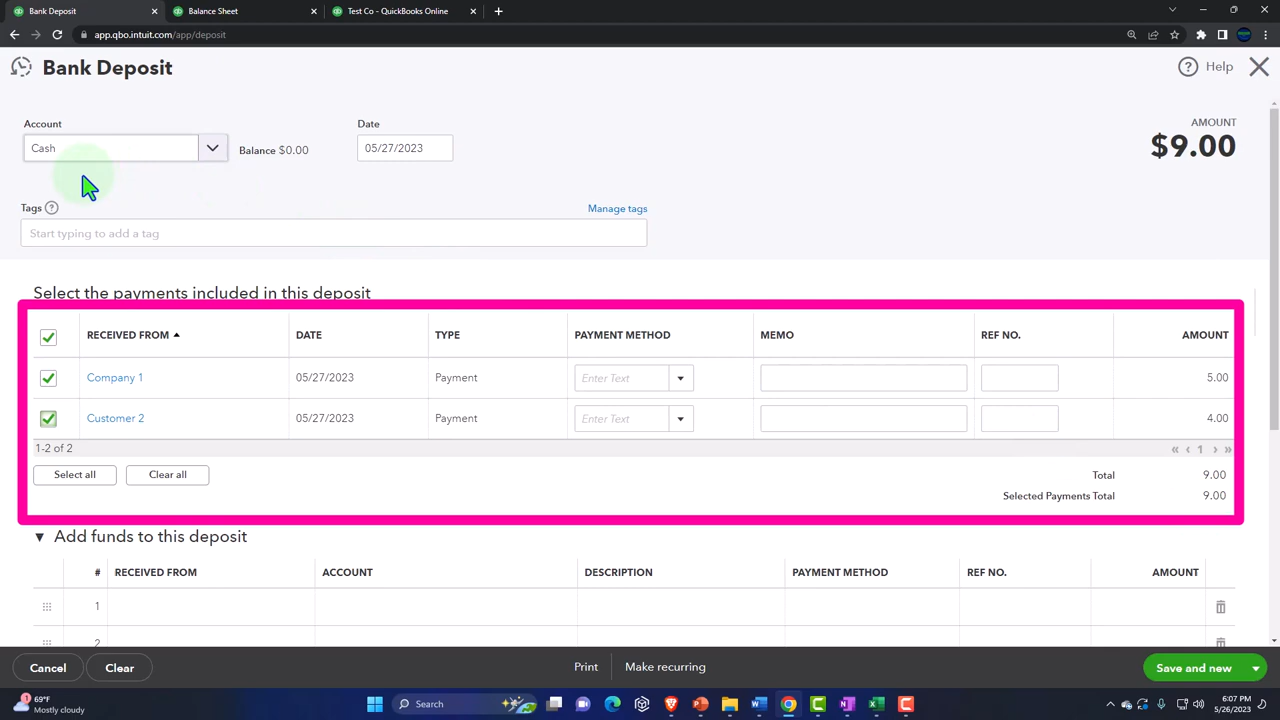 Bank Deposit
Balance Sheet
Test Co - QuickBooks Online
app.qbo.intuit.com/app/deposit
Bank Deposit
Help
Account
Date
AMOUNT
Cash
Balance $0.00
05/27/2023
$9.00
Tags
Manage tags
Start typing to add a tag
Select the payments included in this deposit
RECEIVED FROM DATE TYPE PAYMENT METHOD MEMO REF NO. AMOUNT
Company 1 05/27/2023 Payment Enter Text 5.00
Customer 2 05/27/2023 Payment Enter Text 4.00
1-2 of 2 « ‹ 1 › »
Select all Clear all Total 9.00
Selected Payments Total 9.00
Add funds to this deposit
# RECEIVED FROM ACCOUNT DESCRIPTION PAYMENT METHOD REF NO. AMOUNT
1
2
Cancel Clear Print Make recurring Save and new
69°F
Mostly cloudy
Search
6:07 PM
5/26/2023